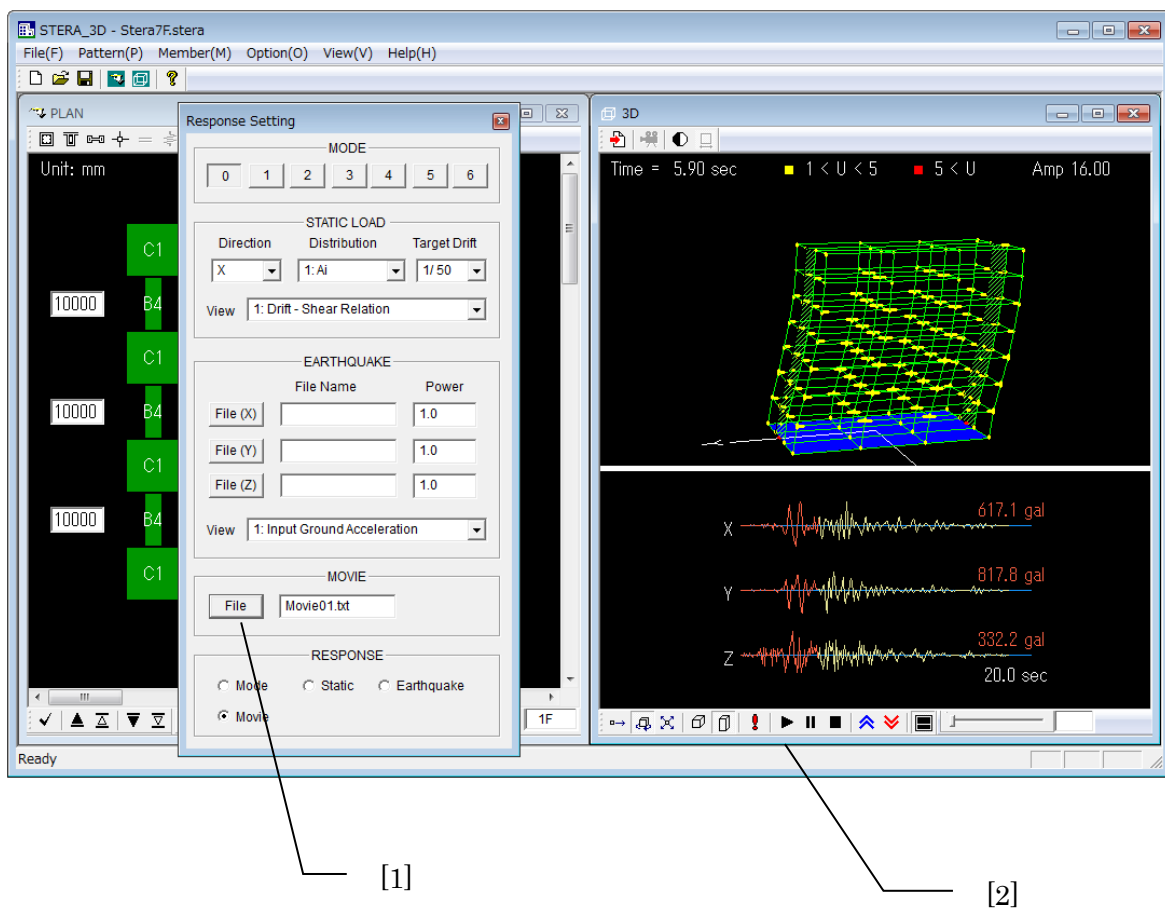 STERA_3D - Stera7F.stera
File(F) Pattern(P) Member(M) Option(O) View(V) Help(H)
PLAN
Unit: mm
C1
10000 B4
C1
10000 B4
C1
10000 B4
C1
1F
Response Setting
MODE
0 1 2 3 4 5 6
STATIC LOAD
Direction Distribution Target Drift
X 1: Ai 1/ 50
View 1: Drift - Shear Relation
EARTHQUAKE
File Name Power
File (X) 1.0
File (Y) 1.0
File (Z) 1.0
View 1: Input Ground Acceleration
MOVIE
File Movie01.txt
RESPONSE
Mode Static Earthquake
Movie
3D
Time = 5.90 sec 1 < U < 5 5 < U Amp 16.00
617.1 gal
X
817.8 gal
Y
332.2 gal
Z
20.0 sec
Ready
[1]
[2]